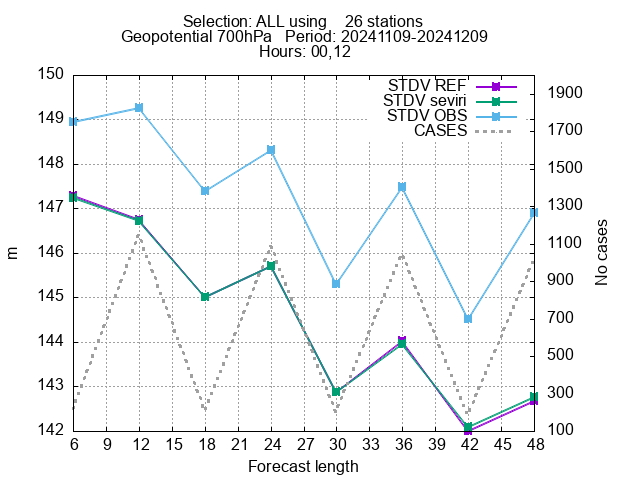 Selection: ALL using    26 stations
Geopotential 700hPa   Period: 20241109-20241209
Hours: 00,12
STDV REF
STDV seviri
STDV OBS
CASES
150
149
148
147
146
145
144
143
142
m
1900
1700
1500
1300
1100
900
700
500
300
100
No cases
6 12 15 18 21 24 27 30 33 36 39 42 45 48
Forecast length